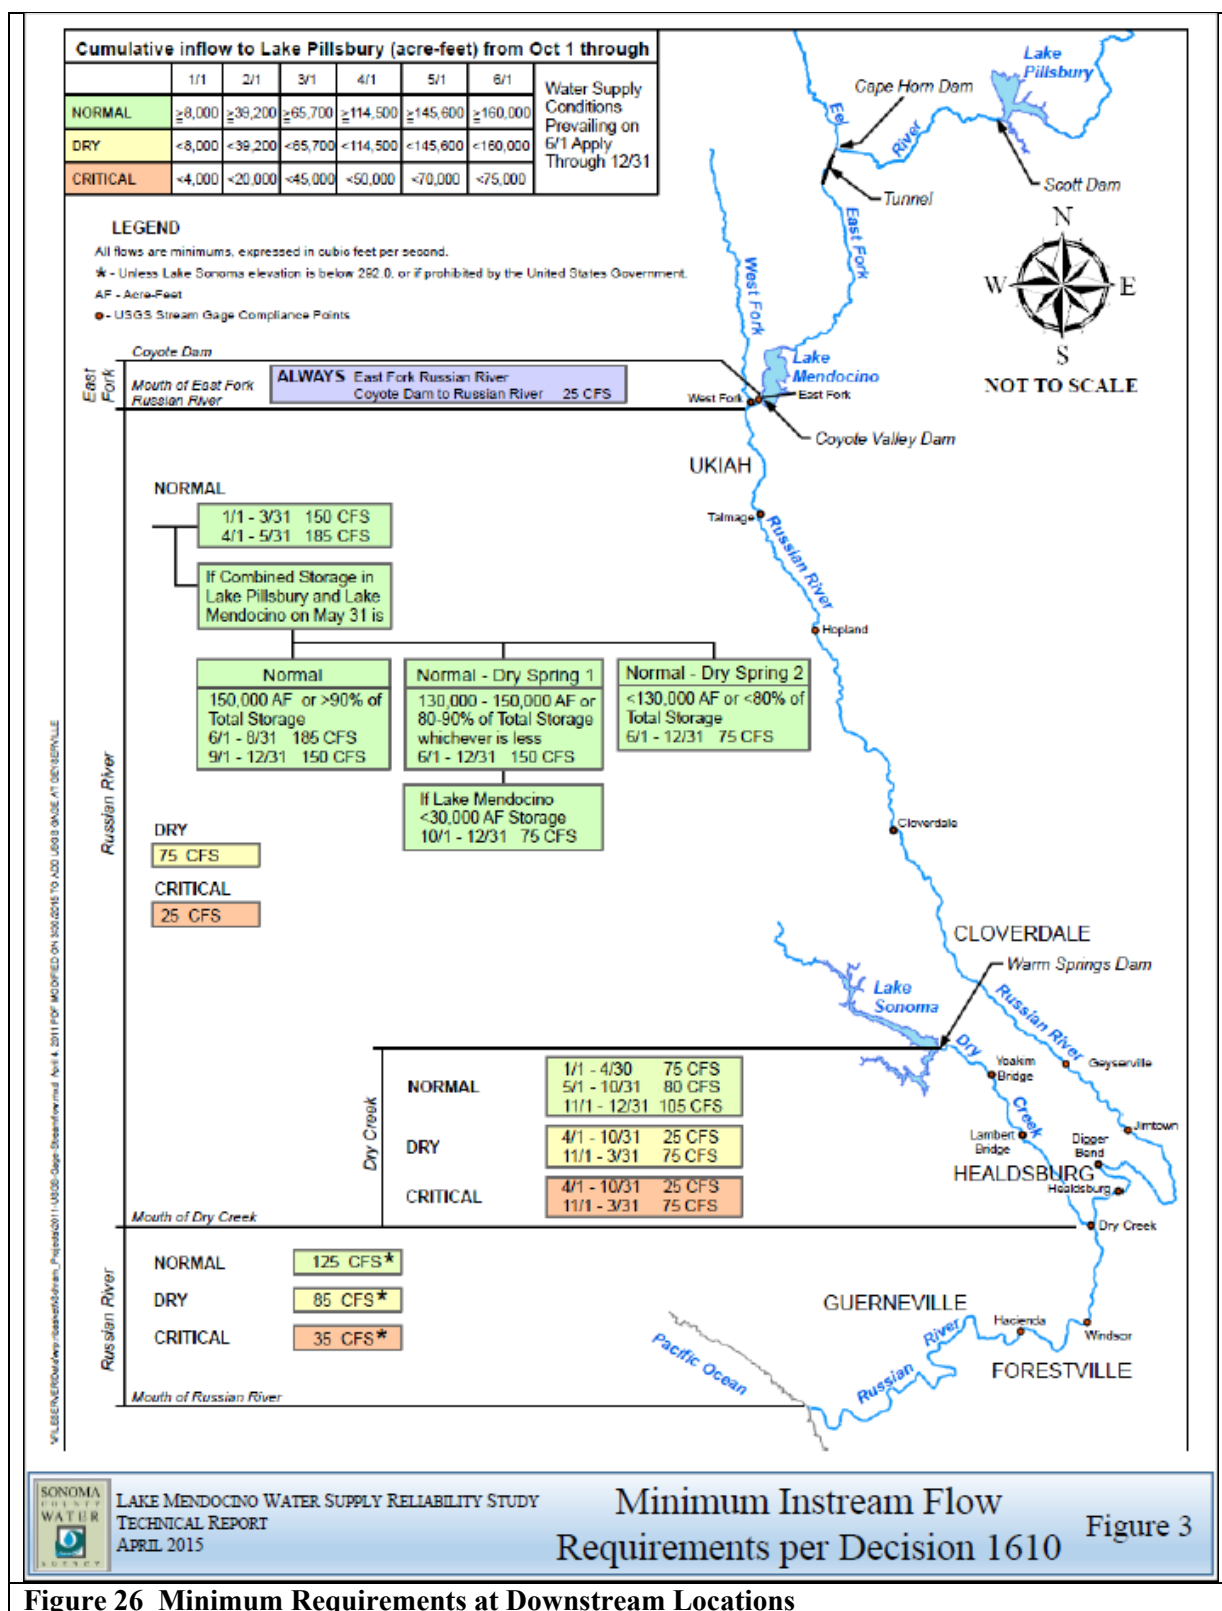 Cumulative inflow to Lake Pillsbury (acre-feet) from Oct 1 through
1/1 2/1 3/1 4/1 5/1 6/1
Water Supply
Conditions
Prevailing on
6/1 Apply
Through 12/31
NORMAL ≥8,000 ≥39,200 ≥65,700 ≥114,500 ≥145,600 ≥160,000
DRY <8,000 <39,200 <65,700 <114,500 <145,600 <160,000
CRITICAL <4,000 <20,000 <45,000 <50,000 <70,000 <75,000
LEGEND
All flows are minimums, expressed in cubic feet per second.
* - Unless Lake Sonoma elevation is below 292.0, or if prohibited by the United States Government.
AF - Acre-Feet
- USGS Stream Gage Compliance Points
Lake
Pillsbury
Cape Horn Dam
Eel
River
Scott Dam
Tunnel
East Fork
West Fork
N
W E
S
NOT TO SCALE
East
Fork
Coyote Dam
Mouth of East Fork
Russian River
ALWAYS East Fork Russian River
Coyote Dam to Russian River 25 CFS
Lake
Mendocino
West Fork
East Fork
Coyote Valley Dam
UKIAH
Talmage
Russian River
Hopland
Cloverdale
CLOVERDALE
Russian River
NORMAL
1/1 - 3/31 150 CFS
4/1 - 5/31 185 CFS
If Combined Storage in
Lake Pillsbury and Lake
Mendocino on May 31 is
Normal
150,000 AF or >90% of
Total Storage
6/1 - 8/31 185 CFS
9/1 - 12/31 150 CFS
Normal - Dry Spring 1
130,000 - 150,000 AF or
80-90% of Total Storage
whichever is less
6/1 - 12/31 150 CFS
If Lake Mendocino
<30,000 AF Storage
10/1 - 12/31 75 CFS
Normal - Dry Spring 2
<130,000 AF or <80% of
Total Storage
6/1 - 12/31 75 CFS
DRY
75 CFS
CRITICAL
25 CFS
Warm Springs Dam
Lake
Sonoma
Dry Creek
Russian River
Yoakim
Bridge
Geyserville
Lambert
Bridge
Digger
Bend
Jimtown
HEALDSBURG
Healdsburg
Dry Creek
Dry Creek
NORMAL
1/1 - 4/30 75 CFS
5/1 - 10/31 80 CFS
11/1 - 12/31 105 CFS
DRY
4/1 - 10/31 25 CFS
11/1 - 3/31 75 CFS
CRITICAL
4/1 - 10/31 25 CFS
11/1 - 3/31 75 CFS
Mouth of Dry Creek
Russian River
NORMAL 125 CFS*
DRY 85 CFS*
CRITICAL 35 CFS*
Mouth of Russian River
GUERNEVILLE
Hacienda
Windsor
FORESTVILLE
Russian River
Pacific Ocean
SONOMA
COUNTY
WATER
AGENCY
LAKE MENDOCINO WATER SUPPLY RELIABILITY STUDY
TECHNICAL REPORT
APRIL 2015
Minimum Instream Flow
Requirements per Decision 1610
Figure 3
Figure 26 Minimum Requirements at Downstream Locations